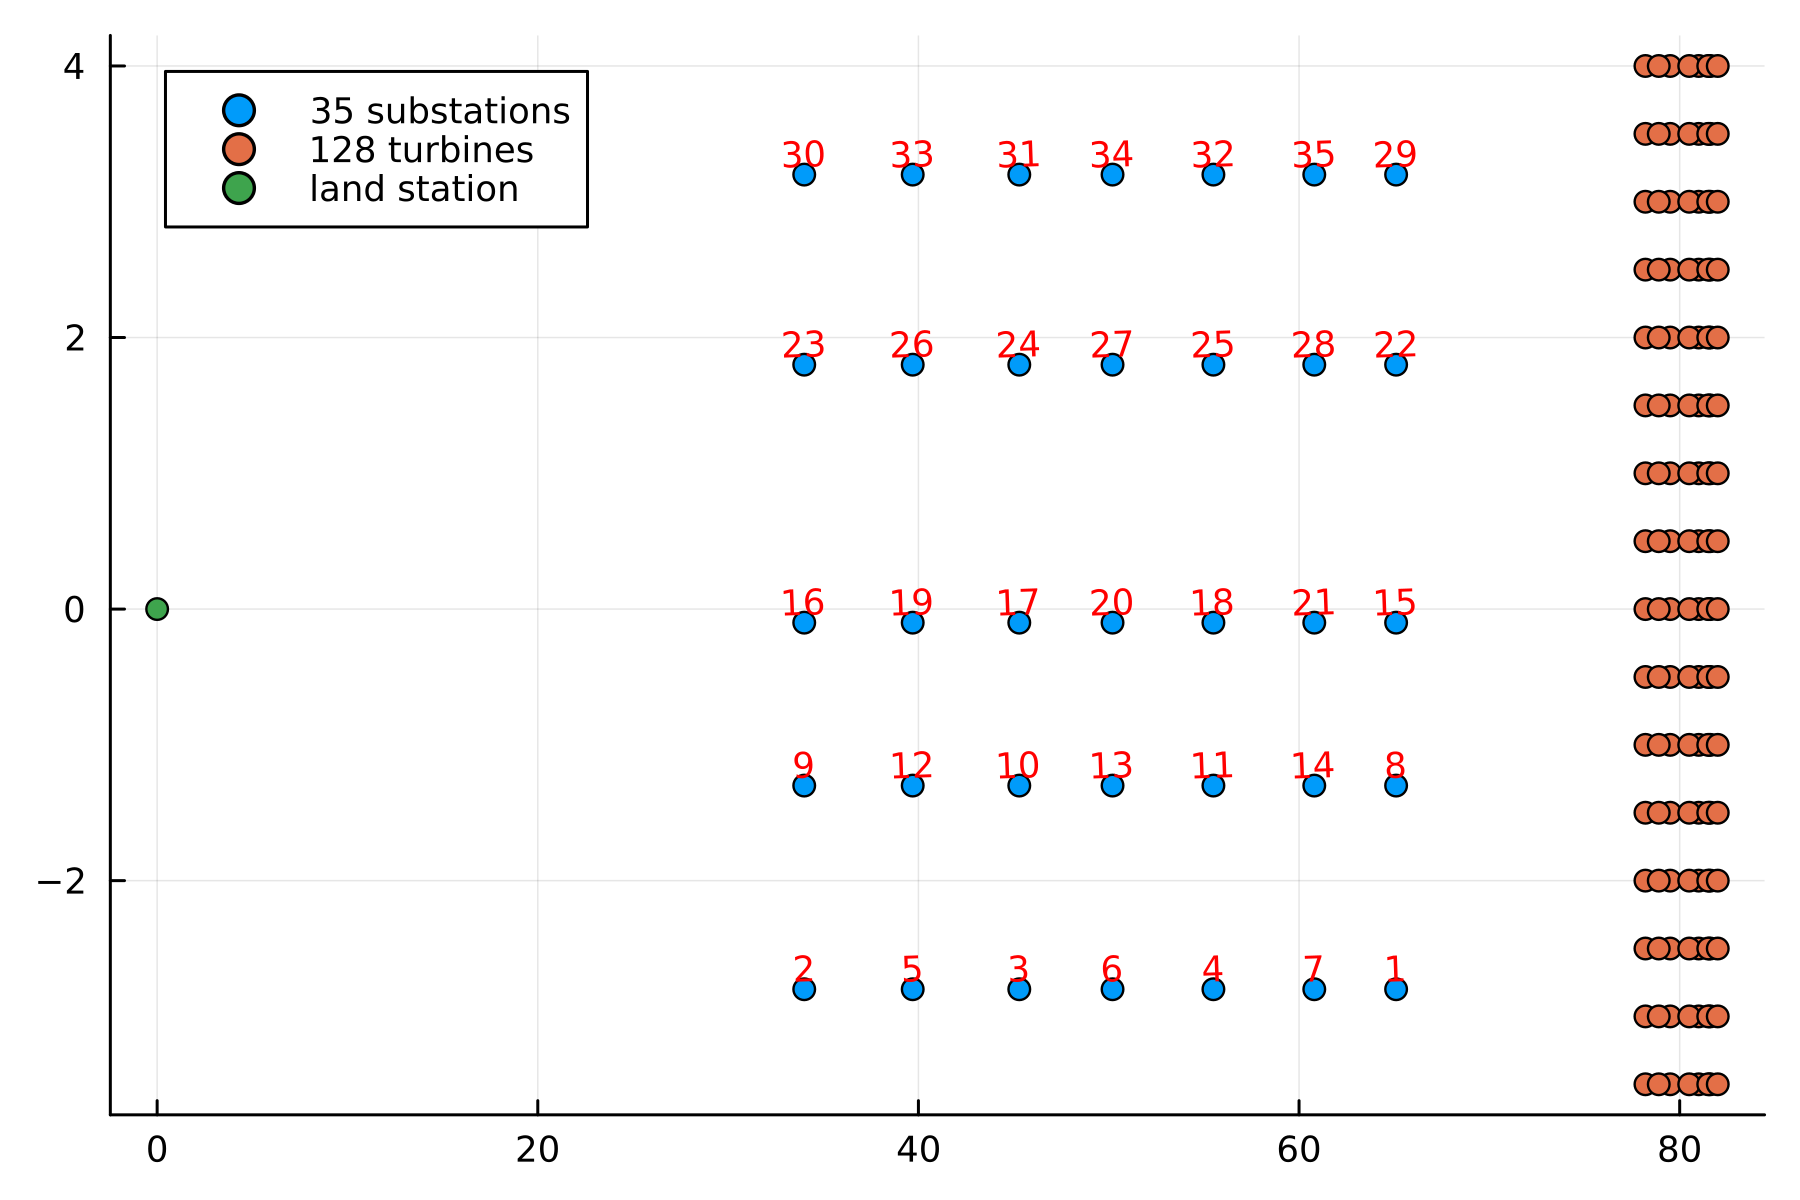 4
35 substations
128 turbines
land station
30 33 31 34 32 35 29
2
23 26 24 27 25 28 22
0
16 19 17 20 18 21 15
9 12 10 13 11 14 8
−2
2 5 3 6 4 7 1
0 20 40 60 80